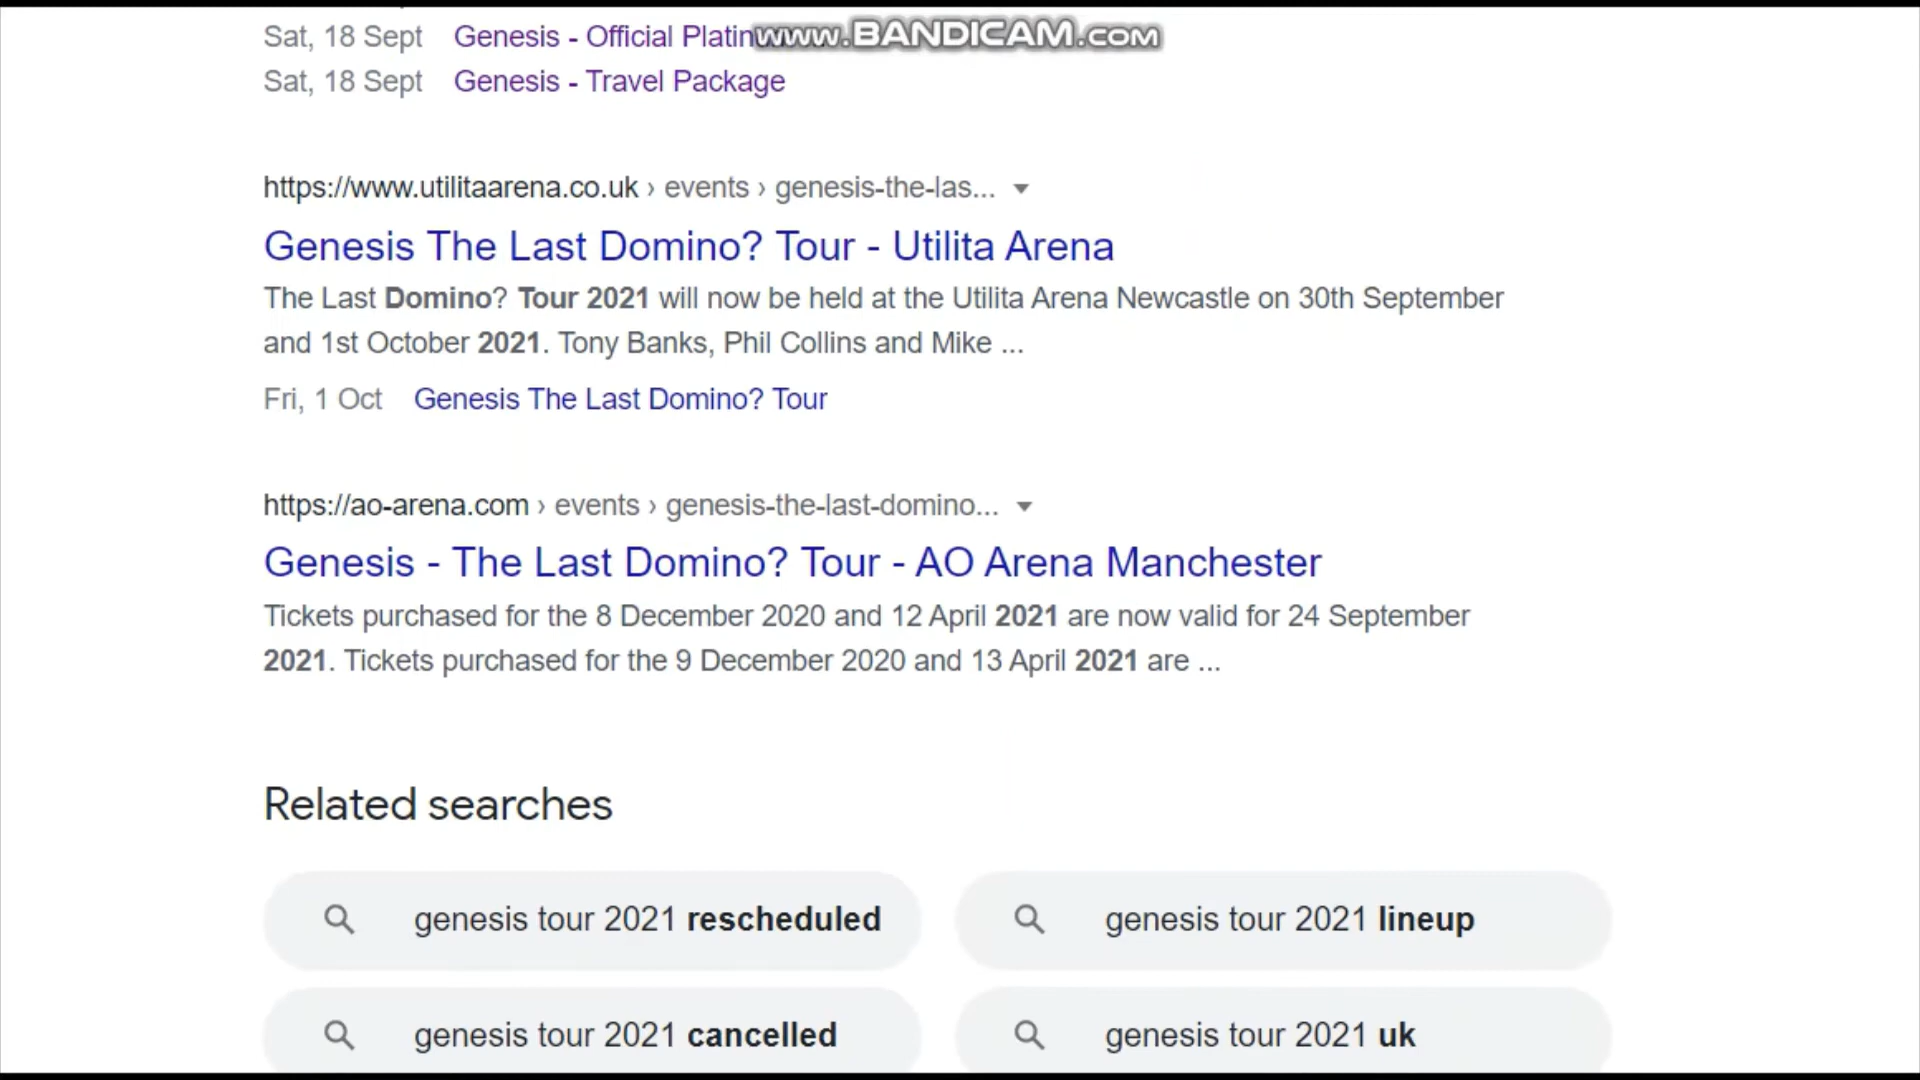 Sat, 18 Sept Genesis - Official Platinum
www.BANDICAM.com
Sat, 18 Sept Genesis - Travel Package
https://www.utilitaarena.co.uk › events › genesis-the-las...
Genesis The Last Domino? Tour - Utilita Arena
The Last Domino? Tour 2021 will now be held at the Utilita Arena Newcastle on 30th September
and 1st October 2021. Tony Banks, Phil Collins and Mike ...
Fri, 1 Oct Genesis The Last Domino? Tour
https://ao-arena.com › events › genesis-the-last-domino...
Genesis - The Last Domino? Tour - AO Arena Manchester
Tickets purchased for the 8 December 2020 and 12 April 2021 are now valid for 24 September
2021. Tickets purchased for the 9 December 2020 and 13 April 2021 are ...
Related searches
genesis tour 2021 rescheduled
genesis tour 2021 lineup
genesis tour 2021 cancelled
genesis tour 2021 uk